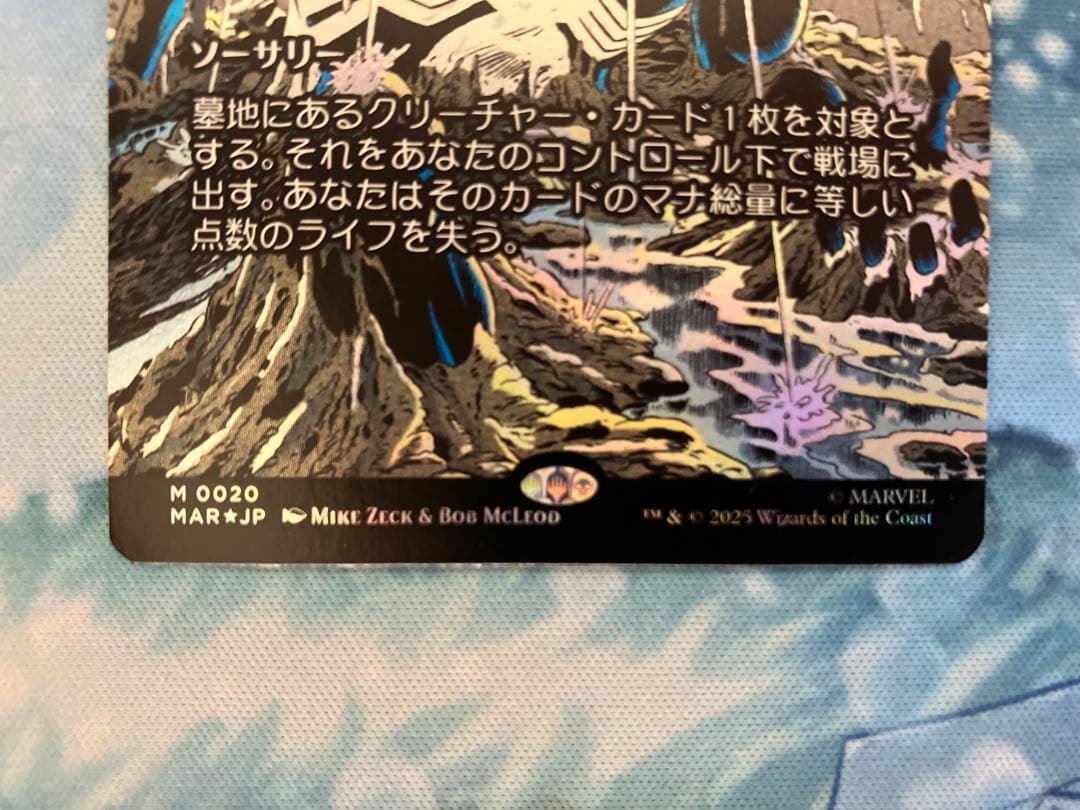 ソーサリー
墓地にあるクリーチャー・カード1枚を対象と
する。それをあなたのコントロール下で戦場に
出す。あなたはそのカードのマナ総量に等しい
点数のライフを失う。
M 0020
MAR★JP Mike Zeck & Bob McLeod
© MARVEL
™ & © 2025 Wizards of the Coast